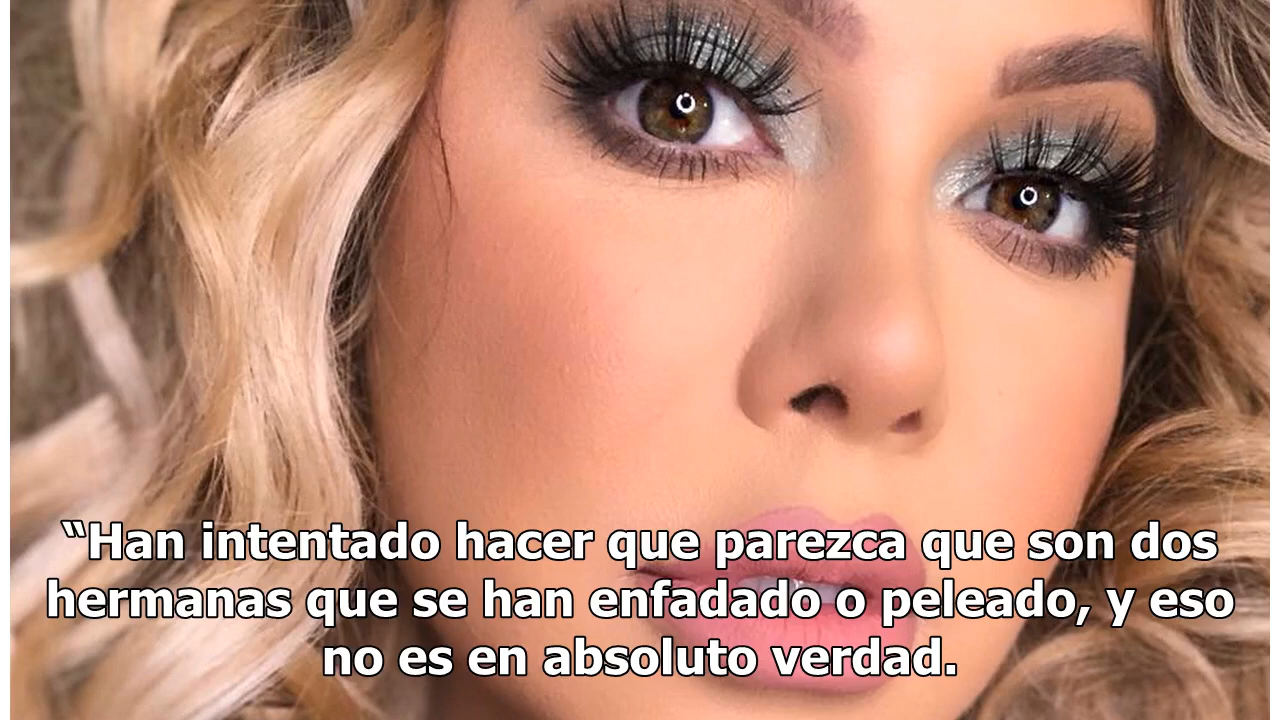 “Han intentado hacer que parezca que son dos
hermanas que se han enfadado o peleado, y eso
no es en absoluto verdad.